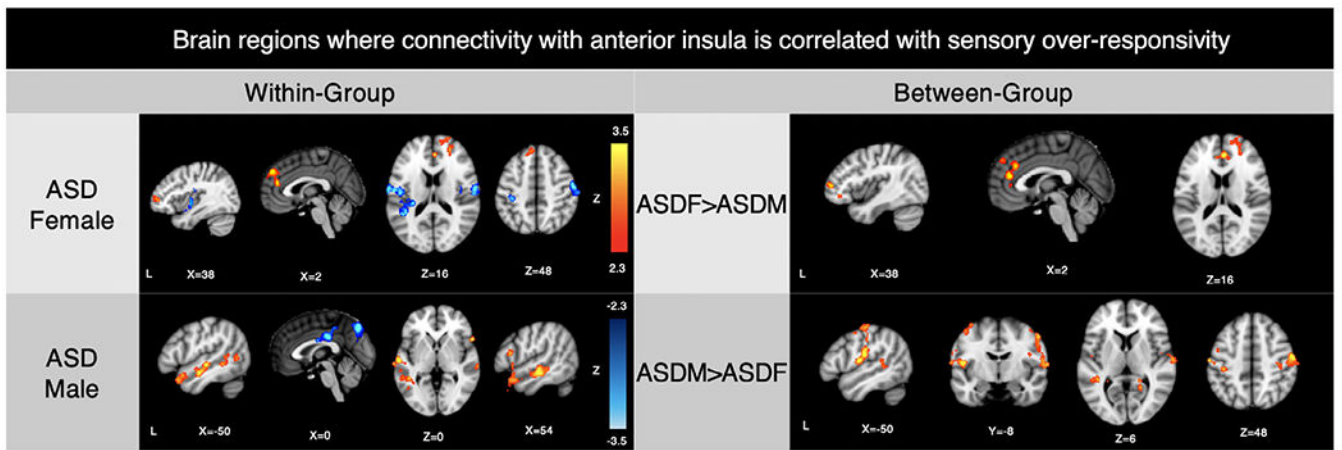 Brain regions where connectivity with anterior insula is correlated with sensory over-responsivity
Within-Group
Between-Group
ASD
Female
L X=38 X=2 Z=16 Z=48
3.5
Z
2.3
ASDF>ASDM
L X=38 X=2 Z=16
ASD
Male
L X=-50 X=0 Z=0 X=54
-2.3
Z
-3.5
ASDM>ASDF
L X=-50 Y=-8 Z=6 Z=48